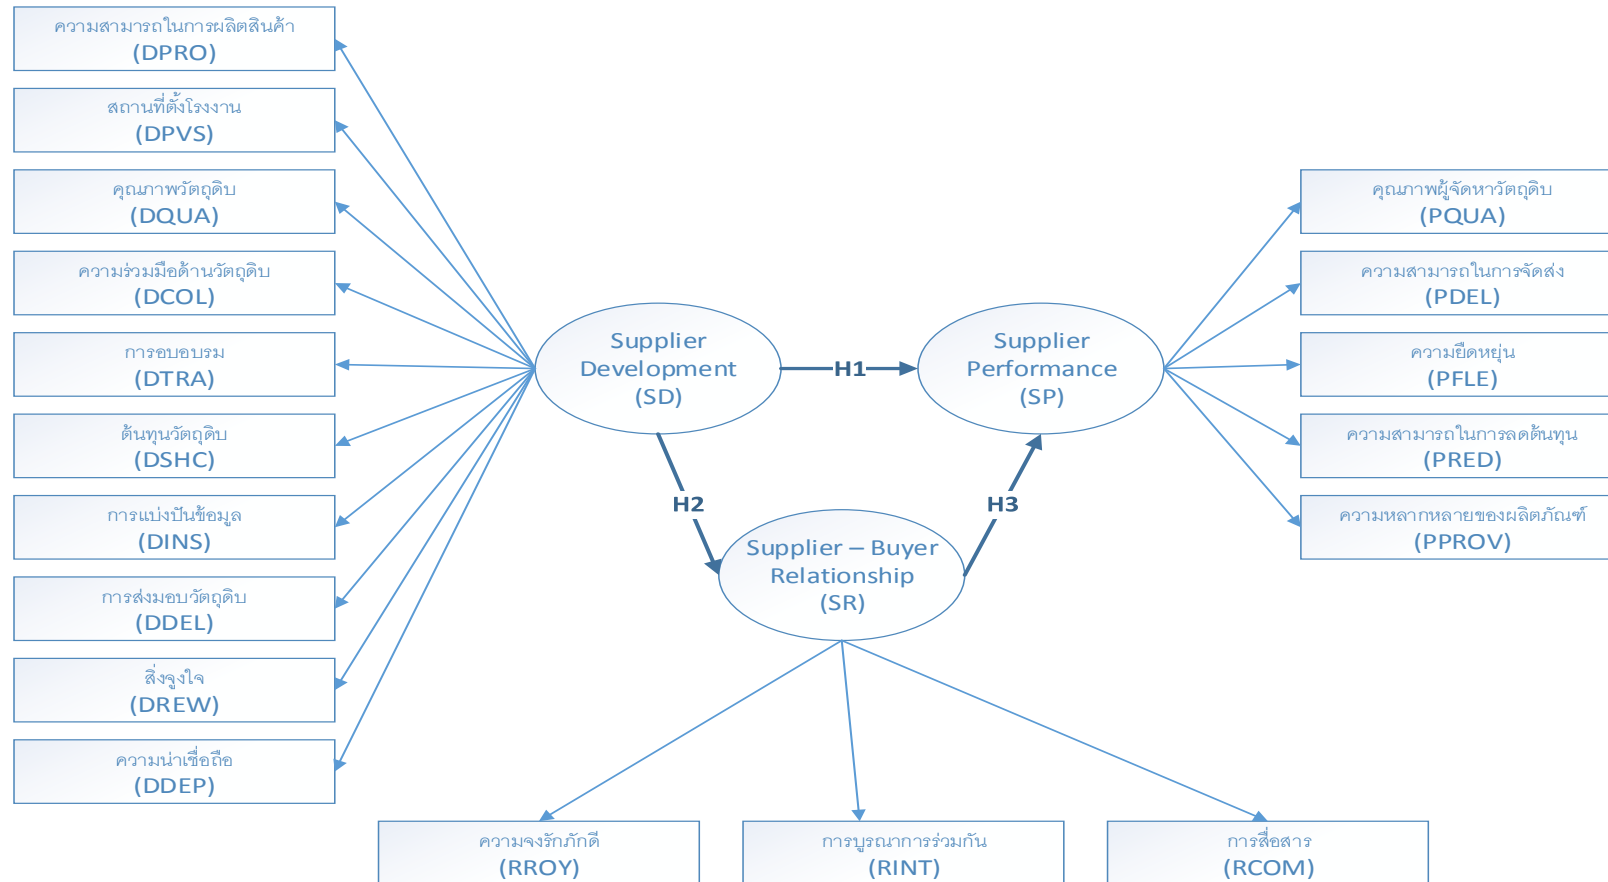 ความสามารถในการผลิตสินค้า
(DPRO)
สถานที่ตั้งโรงงาน
(DPVS)
คุณภาพวัตถุดิบ
(DQUA)
ความร่วมมือด้านวัตถุดิบ
(DCOL)
การอบอบรม
(DTRA)
ต้นทุนวัตถุดิบ
(DSHC)
การแบ่งปันข้อมูล
(DINS)
การส่งมอบวัตถุดิบ
(DDEL)
สิ่งจูงใจ
(DREW)
ความน่าเชื่อถือ
(DDEP)
Supplier
Development
(SD)
H1
Supplier
Performance
(SP)
H2
H3
Supplier – Buyer
Relationship
(SR)
คุณภาพผู้จัดหาวัตถุดิบ
(PQUA)
ความสามารถในการจัดส่ง
(PDEL)
ความยืดหยุ่น
(PFLE)
ความสามารถในการลดต้นทุน
(PRED)
ความหลากหลายของผลิตภัณฑ์
(PPROV)
ความจงรักภักดี
(RROY)
การบูรณาการร่วมกัน
(RINT)
การสื่อสาร
(RCOM)